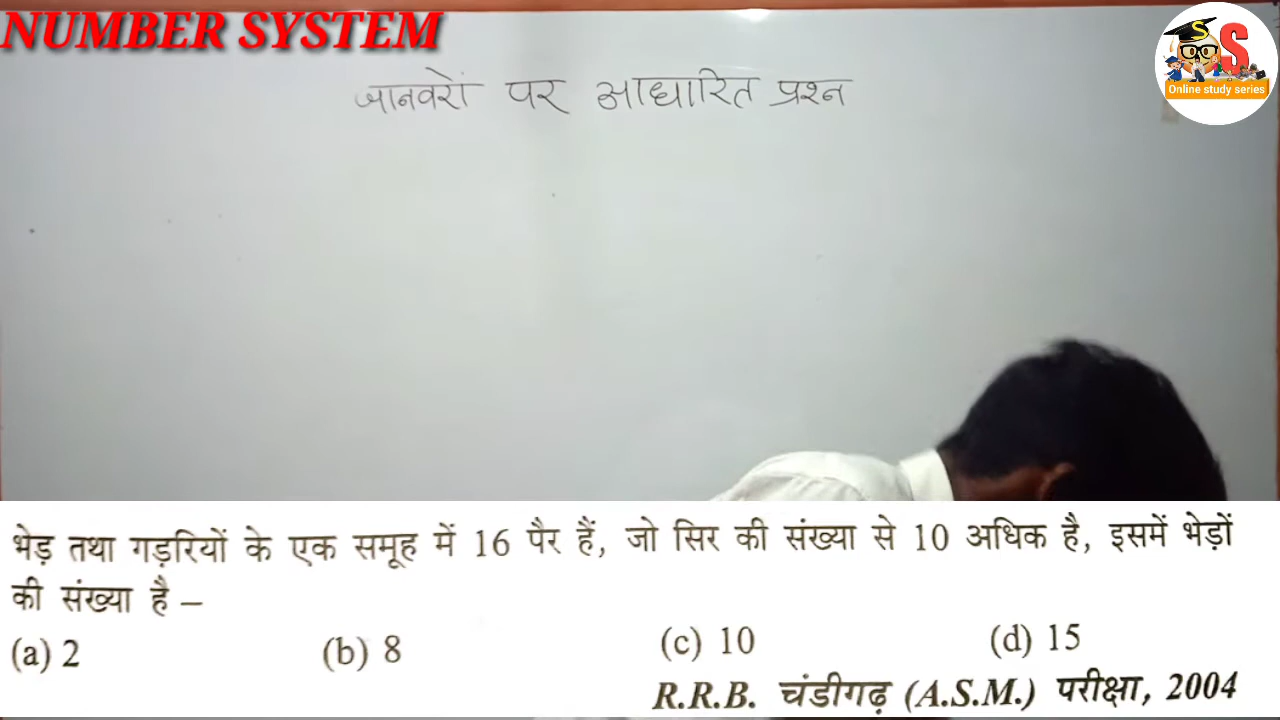 NUMBER SYSTEM
S
S
Online study series
जानवरों पर आधारित प्रश्न
भेड़ तथा गड़रियों के एक समूह में 16 पैर हैं, जो सिर की संख्या से 10 अधिक है, इसमें भेड़ों
की संख्या है –
(a) 2 (b) 8 (c) 10 (d) 15
R.R.B. चंडीगढ़ (A.S.M.) परीक्षा, 2004